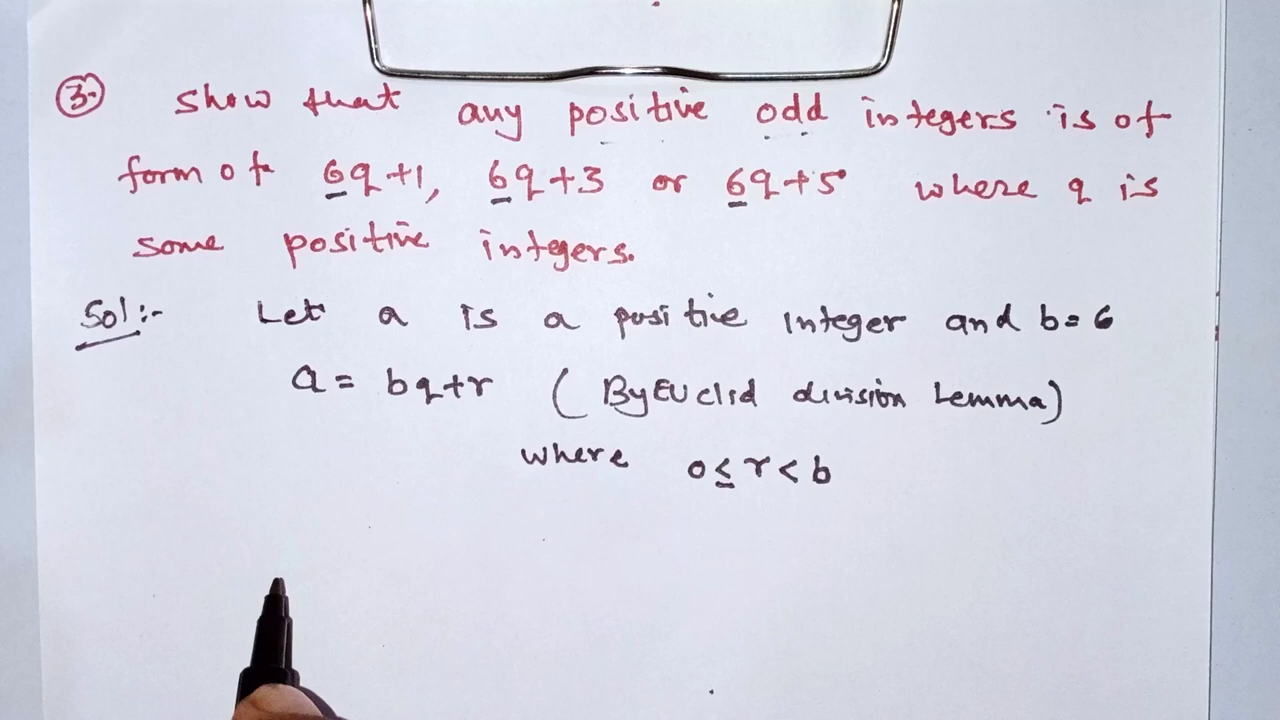 3. Show that any positive odd integers is of
form of 6q+1, 6q+3 or 6q+5 where q is
some positive integers.
Sol:- Let a is a positive integer and b=6
a = bq+r (By Euclid division Lemma)
where 0≤r<b